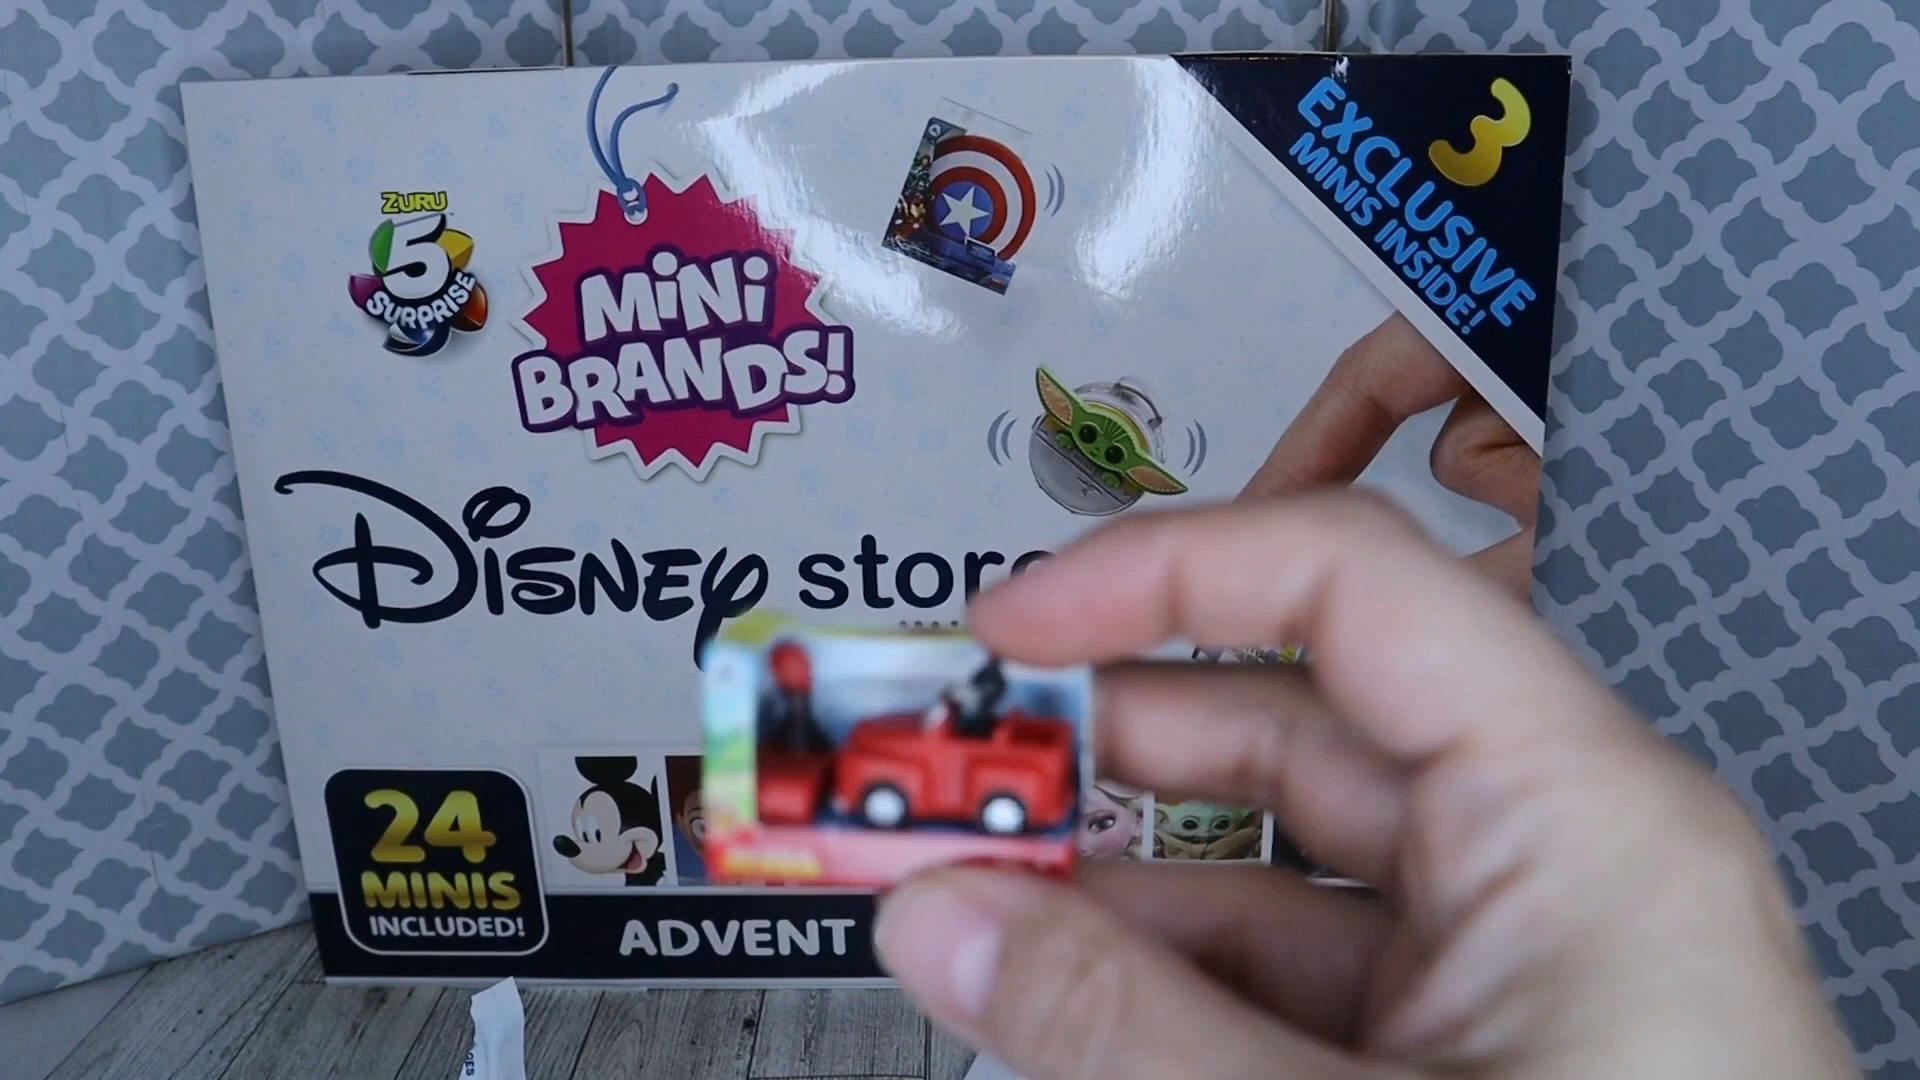 3
EXCLUSIVE
MINIS INSIDE!
ZURU
5
SURPRISE
MiNi
BRANDS!
Disney stor
24
MINIS
INCLUDED!
ADVENT